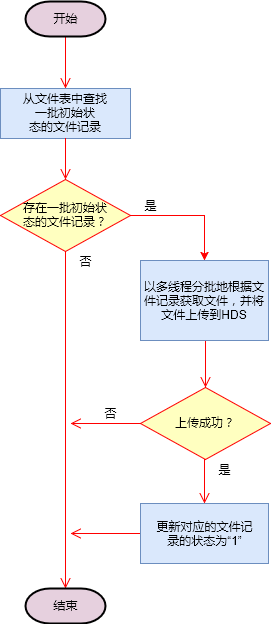 开始
从文件表中查找
一批初始状
态的文件记录
存在一批初始状
态的文件记录？
是
否
以多线程分批地根据文
件记录获取文件，并将
文件上传到HDS
上传成功？
否
是
更新对应的文件记
录的状态为“1”
结束